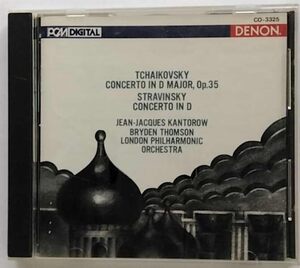 CO-3325
PCM DIGITAL
DENON.
TCHAIKOVSKY
CONCERTO IN D MAJOR, Op.35
STRAVINSKY
CONCERTO IN D
JEAN-JACQUES KANTOROW
BRYDEN THOMSON
LONDON PHILHARMONIC
ORCHESTRA